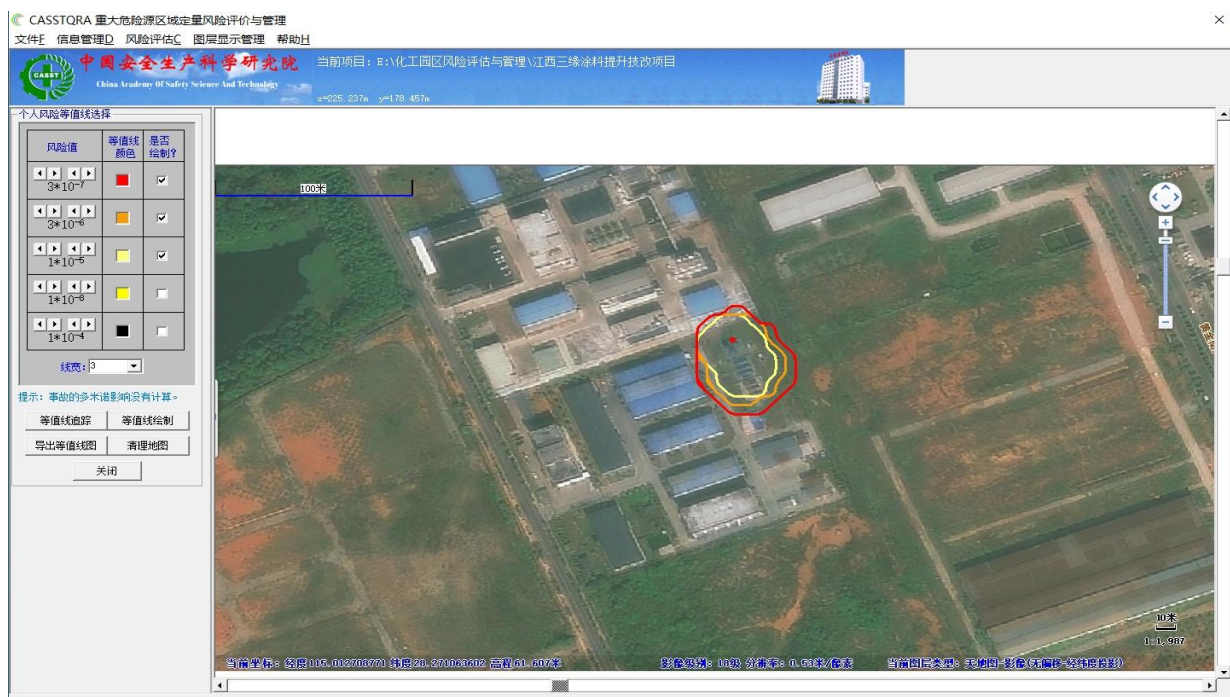 CASSTQRA 重大危险源区域定量风险评价与管理
文件F 信息管理D 风险评估C 图层显示管理 帮助H
CASST
中国安全生产科学研究院
China Academy Of Safety Science And Technology
当前项目：E:\化工园区风险评估与管理\江西三缘涂料提升技改项目
x=225.237m y=178.457m
个人风险等值线选择
风险值 等值线颜色 是否绘制?
3*10-7
3*10-6
1*10-5
1*10-8
1*10-4
线宽: 3
提示：事故的多米诺影响没有计算。
等值线追踪 等值线绘制
导出等值线图 清理地图
关闭
100米
10米
1:1,987
当前坐标：经度115.012708771 纬度28.271063602 高程61.607米
影像级别：18级 分辨率：0.53米/像素
当前图层类型：天地图-影像(无偏移-经纬度投影)